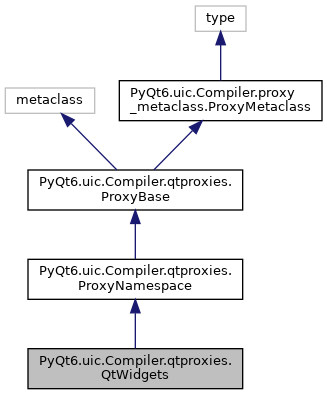 type
PyQt6.uic.Compiler.proxy
_metaclass.ProxyMetaclass
metaclass
PyQt6.uic.Compiler.qtproxies.
ProxyBase
PyQt6.uic.Compiler.qtproxies.
ProxyNamespace
PyQt6.uic.Compiler.qtproxies.
QtWidgets